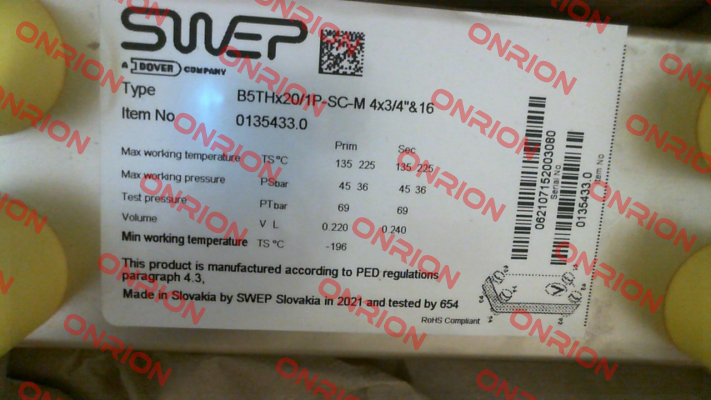 SWEP
A DOVER COMPANY
Type B5THx20/1P-SC-M 4x3/4"&16
Item No 0135433.0
Prim Sec
Max working temperature TS °C 135 225 135 225
Max working pressure PSbar 45 36 45 36
Test pressure PTbar 69 69
Volume V L 0.220 0.240
Min working temperature TS °C -196
This product is manufactured according to PED regulations
paragraph 4.3,
Made in Slovakia by SWEP Slovakia in 2021 and tested by 654
RoHS Compliant
062107152003080
Serial No
0135433.0
Item No
ONRION